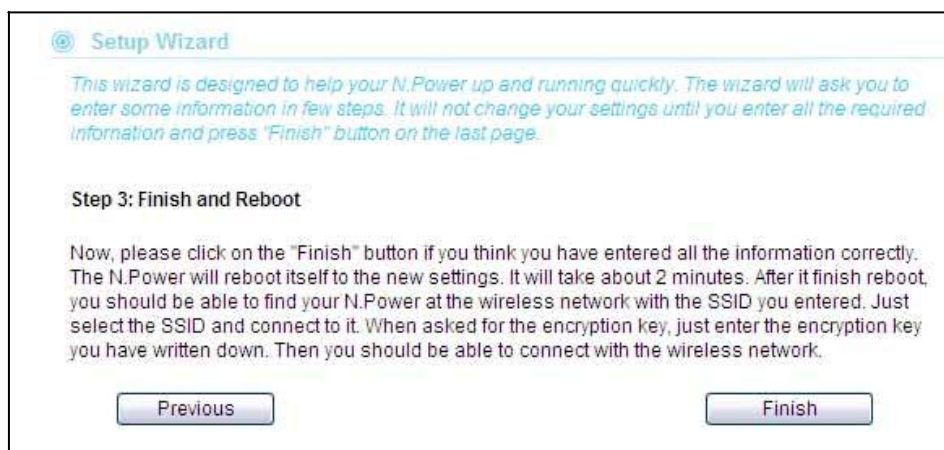 Setup Wizard
This wizard is designed to help your N.Power up and running quickly. The wizard will ask you to
enter some information in few steps. It will not change your settings until you enter all the required
infornation and press "Finish" button on the last page.
Step 3: Finish and Reboot
Now, please click on the "Finish" button if you think you have entered all the information correctly.
The N.Power will reboot itself to the new settings. It will take about 2 minutes. After it finish reboot,
you should be able to find your N.Power at the wireless network with the SSID you entered. Just
select the SSID and connect to it. When asked for the encryption key, just enter the encryption key
you have written down. Then you should be able to connect with the wireless network.
Previous
Finish